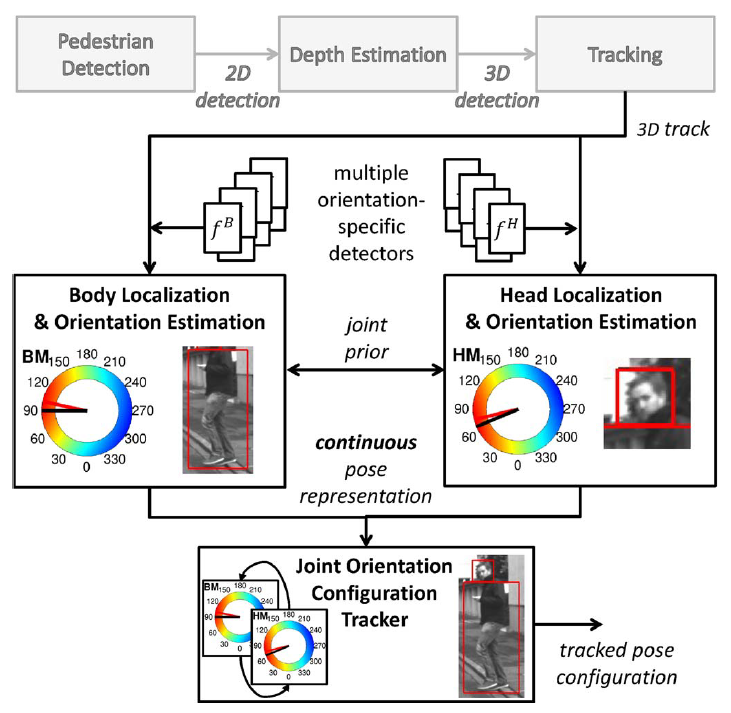 Pedestrian
Detection
Depth Estimation
Tracking
2D
detection
3D
detection
3D track
multiple
orientation-
specific
detectors
f^B
f^H
Body Localization
& Orientation Estimation
BM
0
30
60
90
120
150
180
210
240
270
300
330
joint
prior
Head Localization
& Orientation Estimation
HM
0
30
60
90
120
150
180
210
240
270
300
330
continuous
pose
representation
Joint Orientation
Configuration
Tracker
BM
150
180
210
120
240
90
60
HM
0
30
60
90
120
150
180
210
240
270
300
330
tracked pose
configuration